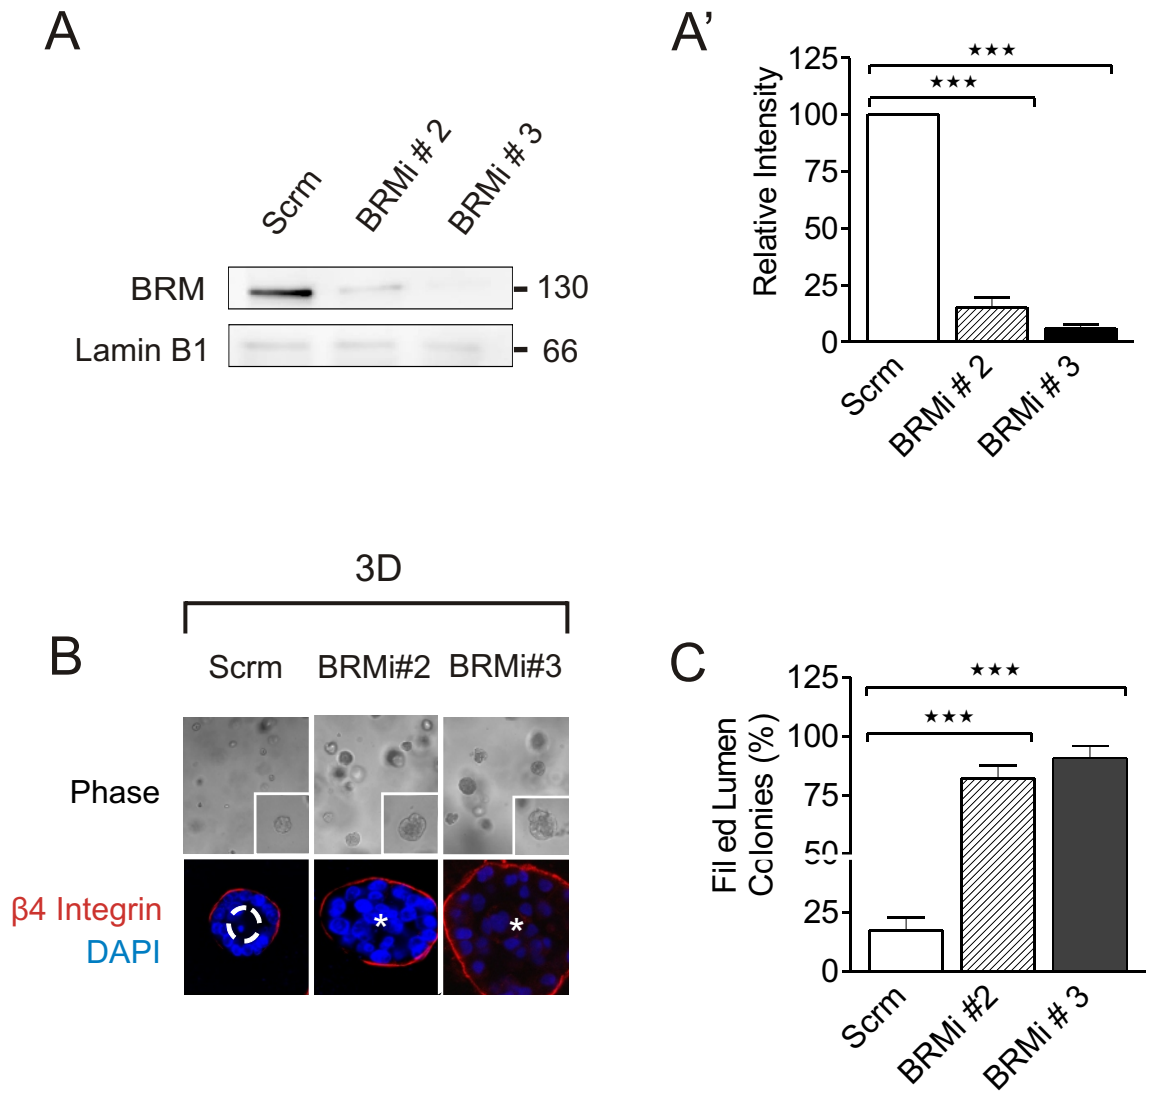 A
Scrm
BRMi # 2
BRMi # 3
BRM
130
Lamin B1
66
A’
Relative Intensity
125
100
75
50
25
0
★★★
★★★
Scrm
BRMi # 2
BRMi # 3
3D
B
Scrm BRMi#2 BRMi#3
Phase
β4 Integrin
DAPI
*
*
C
Fil ed Lumen
Colonies (%)
125
100
75
50
25
0
★★★
★★★
Scrm
BRMi #2
BRMi # 3